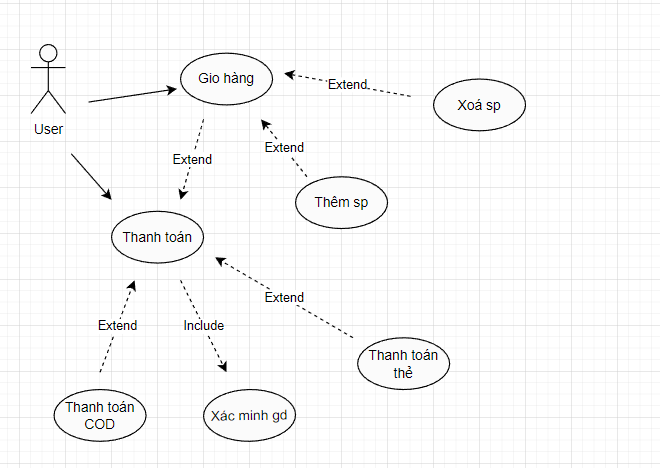 Gio hàng
Extend
Xoá sp
User
Extend
Extend
Thêm sp
Thanh toán
Extend
Extend
Include
Thanh toán
thẻ
Thanh toán
COD
Xác minh gd